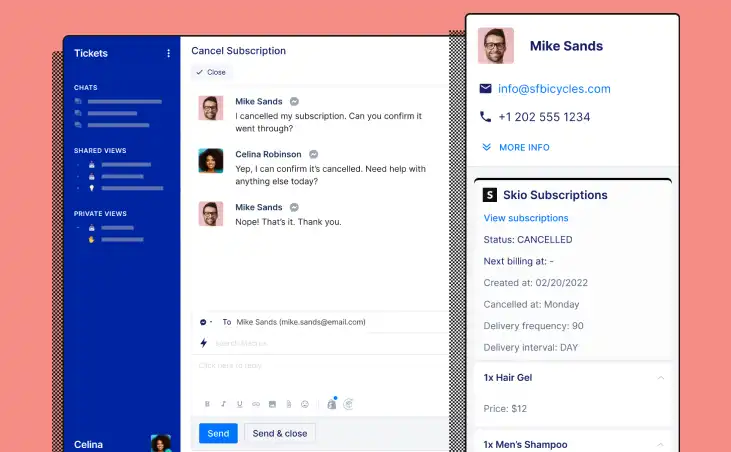 Tickets
CHATS
SHARED VIEWS
PRIVATE VIEWS
Celina
Cancel Subscription
Close
Mike Sands
I cancelled my subscription. Can you confirm it
went through?
Celina Robinson
Yep, I can confirm it's cancelled. Need help with
anything else today?
Mike Sands
Nope! That's it. Thank you.
To Mike Sands (mike.sands@email.com)
Click here to reply
B I U
Send
Send & close
Mike Sands
info@sfbicycles.com
+1 202 555 1234
MORE INFO
S Skio Subscriptions
View subscriptions
Status: CANCELLED
Next billing at: -
Created at: 02/20/2022
Cancelled at: Monday
Delivery frequency: 90
Delivery interval: DAY
1x Hair Gel
Price: $12
1x Men's Shampoo